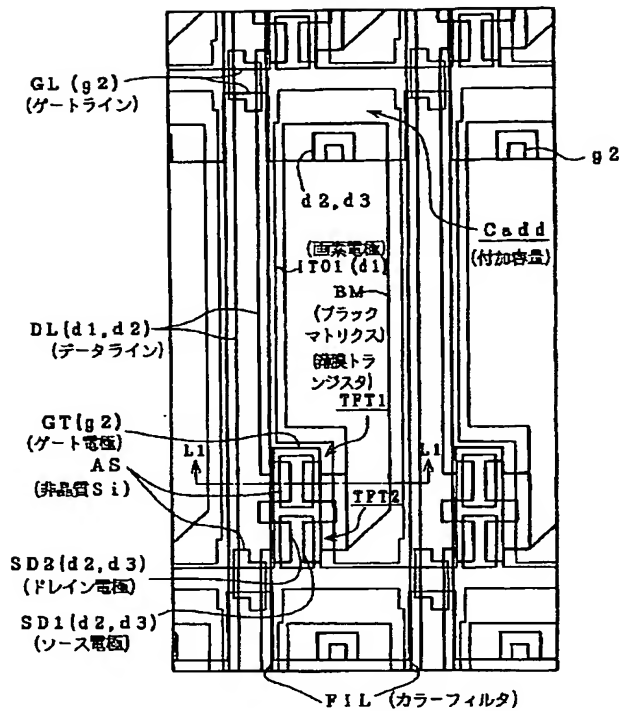 GL(g2)
(ゲートライン)
g2
d2,d3
Cadd
(付加容量)
(画素電極)
ITO1(d1)
BM
(ブラック
マトリクス)
DL(d1,d2)
(データライン)
(薄膜トラ
ンジスタ)
TFT1
GT(g2)
(ゲート電極)
L1
L1
AS
(非晶質Si)
TFT2
SD2(d2,d3)
(ドレイン電極)
SD1(d2,d3)
(ソース電極)
FIL(カラーフィルタ)